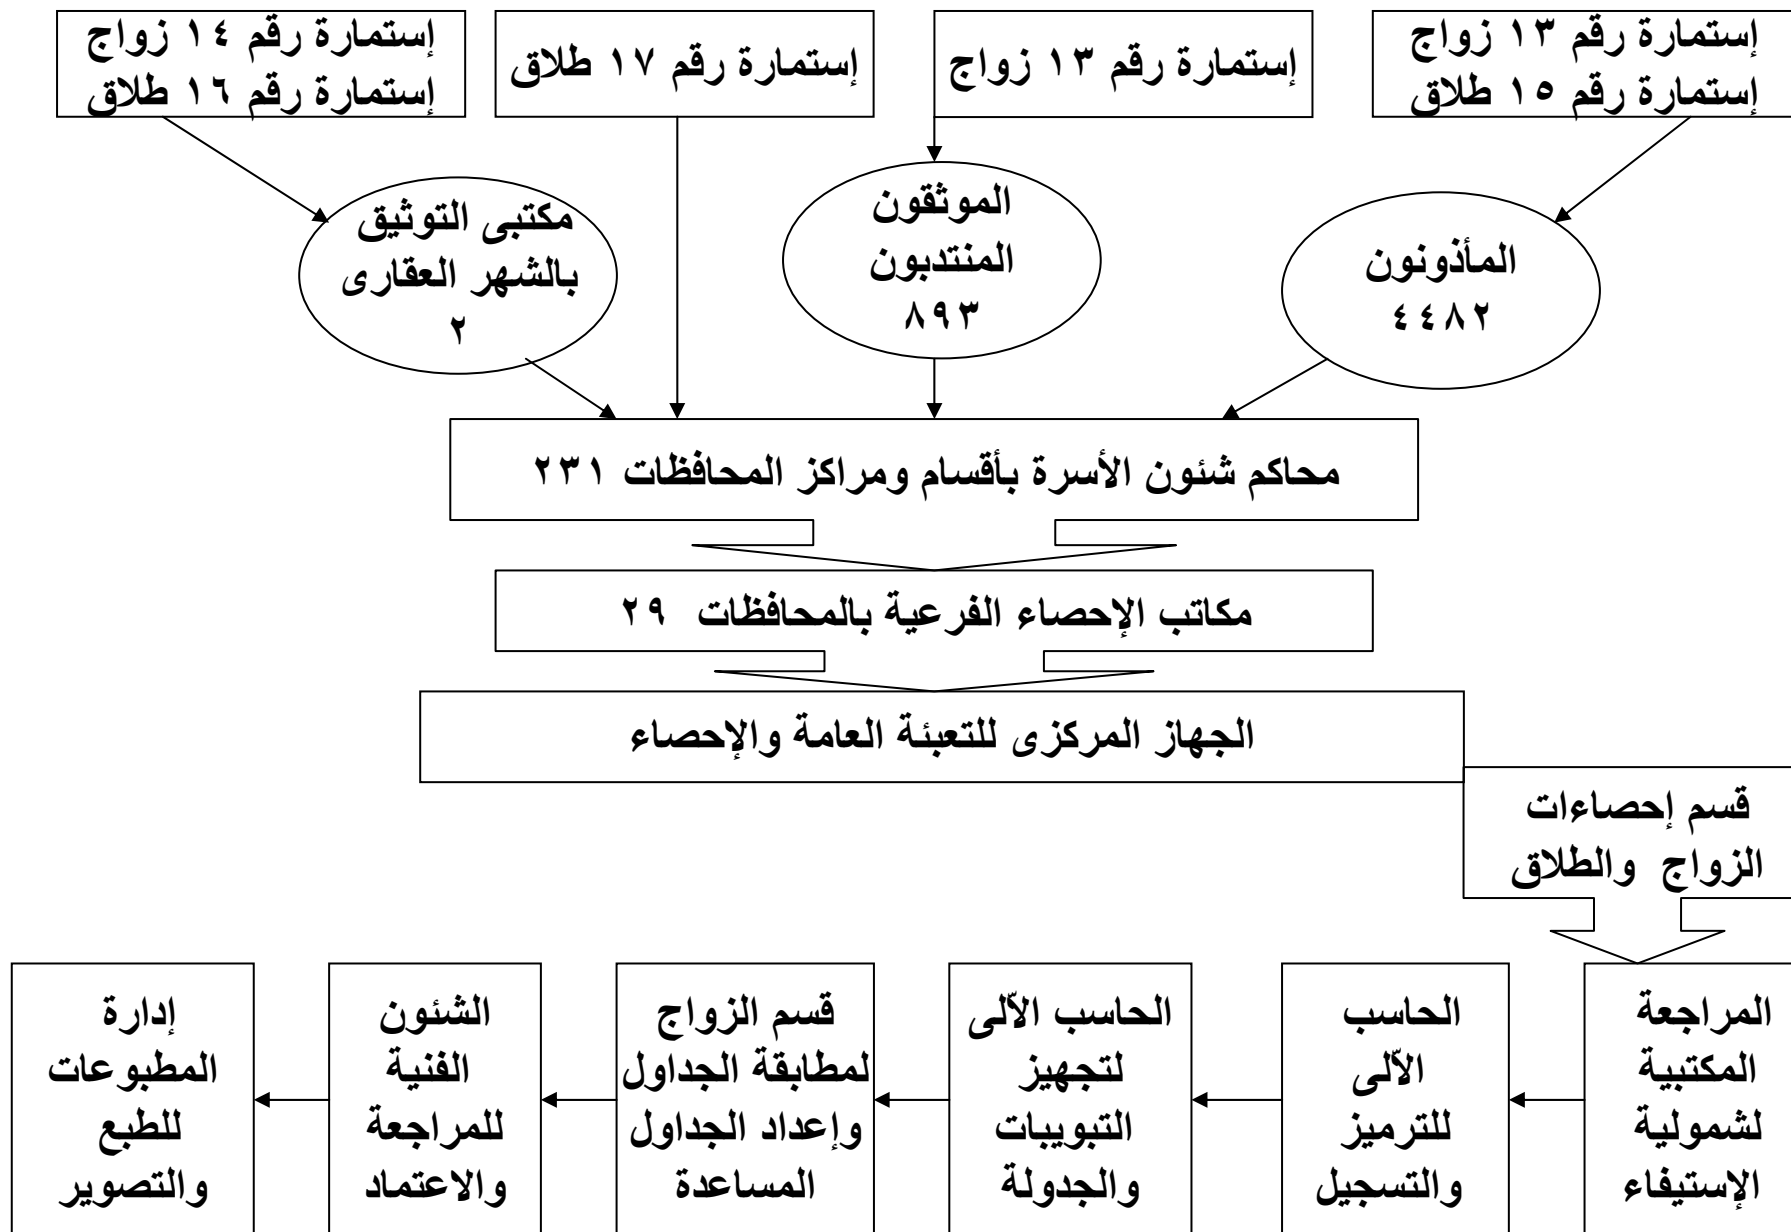 إستمارة رقم ١٣ زواج
إستمارة رقم ١٥ طلاق
إستمارة رقم ١٣ زواج
إستمارة رقم ١٧ طلاق
إستمارة رقم ١٤ زواج
إستمارة رقم ١٦ طلاق
المأذونون
٤٤٨٢
الموثقون
المنتدبون
٨٩٣
مكتبى التوثيق
بالشهر العقارى
٢
محاكم شئون الأسرة بأقسام ومراكز المحافظات ٢٣١
مكاتب الإحصاء الفرعية بالمحافظات ٢٩
الجهاز المركزى للتعبئة العامة والإحصاء
قسم إحصاءات
الزواج والطلاق
المراجعة
المكتبية
لشمولية
الإستيفاء
الحاسب
الآلى
للترميز
والتسجيل
الحاسب الآلى
لتجهيز
التبويبات
والجدولة
قسم الزواج
لمطابقة الجداول
وإعداد الجداول
المساعدة
الشئون
الفنية
للمراجعة
والاعتماد
إدارة
المطبوعات
للطبع
والتصوير